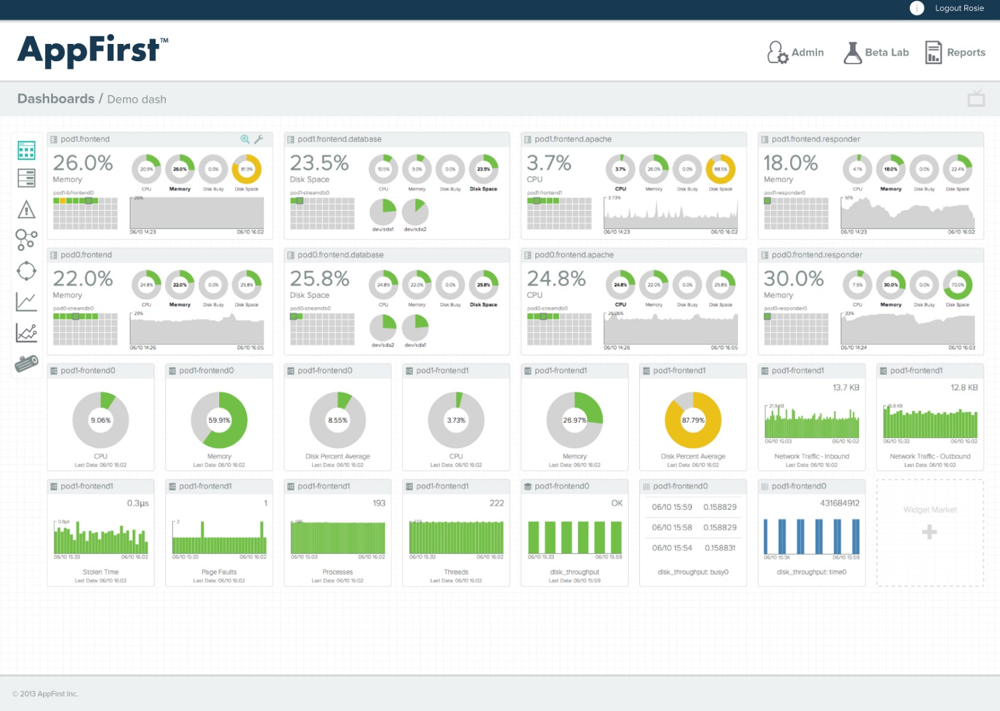 Logout Rosie
AppFirst™
Admin
Beta Lab
Reports
Dashboards / Demo dash
pod1.frontend
26.0%
Memory
20.9%
26.0%
0.0%
81.9%
CPU
Memory
Disk Busy
Disk Space
pod1-lbfrontend0
26%
06/10 14:23
06/10 16:02
pod1.frontend.database
23.5%
Disk Space
10.5%
9.0%
0.0%
23.5%
CPU
Memory
Disk Busy
Disk Space
pod1-streamdb0
dev/sda1
dev/sda2
pod1.frontend.apache
3.7%
CPU
3.7%
26.0%
0.0%
88.5%
CPU
Memory
Disk Busy
Disk Space
pod1-frontend1
3.73%
06/10 14:23
06/10 16:02
pod1.frontend.responder
18.0%
Memory
4.1%
18.0%
0.0%
22.4%
CPU
Memory
Disk Busy
Disk Space
pod1-responder0
51%
06/10 14:23
06/10 16:02
pod0.frontend
22.0%
Memory
24.8%
22.0%
0.0%
25.8%
CPU
Memory
Disk Busy
Disk Space
pod0-streamdb0
29%
06/10 14:26
06/10 16:05
pod0.frontend.database
25.8%
Disk Space
24.8%
22.0%
0.0%
25.8%
CPU
Memory
Disk Busy
Disk Space
pod0-streamdb0
dev/sda2
dev/sda1
pod0.frontend.apache
24.8%
CPU
24.8%
22.0%
0.0%
25.8%
CPU
Memory
Disk Busy
Disk Space
pod0-streamdb0
26.08%
06/10 14:26
06/10 16:05
pod0.frontend.responder
30.0%
Memory
7.5%
30.0%
0.0%
70.0%
CPU
Memory
Disk Busy
Disk Space
pod0-responder0
33%
06/10 14:24
06/10 16:03
pod1-frontend0
9.06%
CPU
Last Data: 06/10 16:02
pod1-frontend0
59.91%
Memory
Last Data: 06/10 16:02
pod1-frontend0
8.55%
Disk Percent Average
Last Data: 06/10 16:02
pod1-frontend1
3.73%
CPU
Last Data: 06/10 16:02
pod1-frontend1
26.97%
Memory
Last Data: 06/10 16:02
pod1-frontend1
87.79%
Disk Percent Average
Last Data: 06/10 16:02
pod1-frontend1
13.7 KB
21.9 KB
06/10 15:03
06/10 16:02
Network Traffic - Inbound
Last Data: 06/10 16:02
pod1-frontend1
12.8 KB
15.8 KB
06/10 15:33
06/10 16:02
Network Traffic - Outbound
Last Data: 06/10 16:02
pod1-frontend1
0.3µs
0.8µs
06/10 15:33
06/10 16:02
Stolen Time
Last Data: 06/10 16:02
pod1-frontend1
1
2
06/10 15:33
06/10 16:02
Page Faults
Last Data: 06/10 16:02
pod1-frontend1
193
06/10 15:03
06/10 16:02
Processes
Last Data: 06/10 16:02
pod1-frontend1
222
06/10 15:33
06/10 16:02
Threads
Last Data: 06/10 16:02
pod1-frontend0
OK
06/10 15:33
06/10 15:59
disk_throughput
Last Data: 06/10 15:59
pod1-frontend0
06/10 15:59 0.158829
06/10 15:58 0.158829
06/10 15:54 0.158831
disk_throughput: busy0
pod1-frontend0
431684912
06/10 15:34
06/10 15:59
disk_throughput: time0
Widget Market
© 2013 AppFirst Inc.